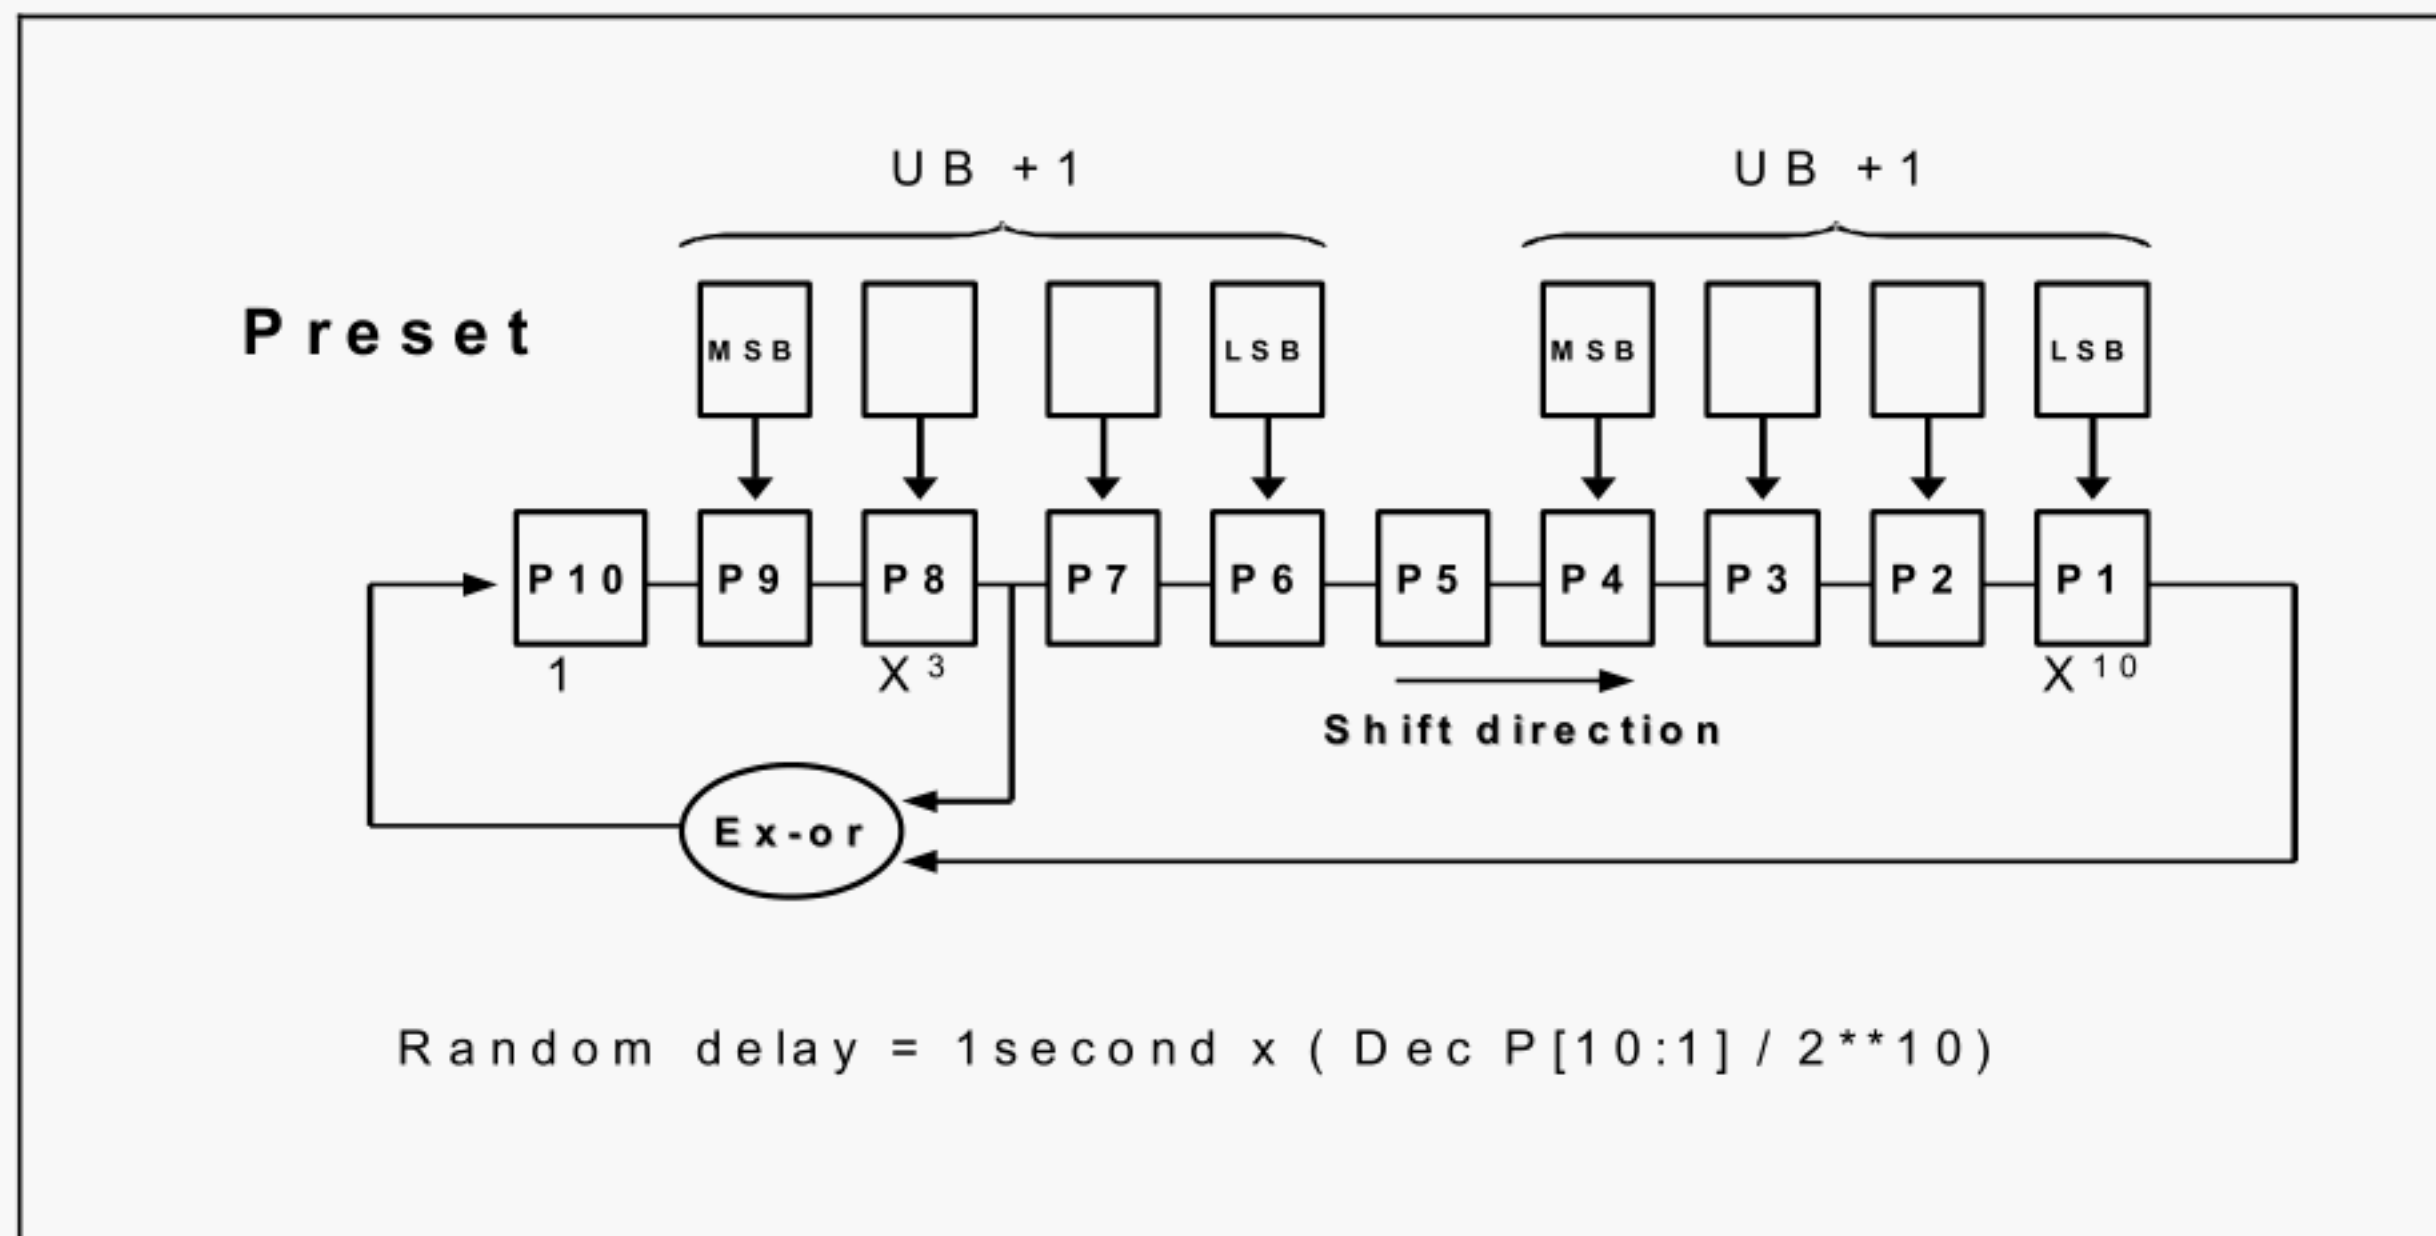 UB +1 UB +1
Preset
MSB LSB MSB LSB
P10 P9 P8 P7 P6 P5 P4 P3 P2 P1
1 X³ X¹⁰
Shift direction
Ex-or
Random delay = 1second x ( Dec P[10:1] / 2**10)